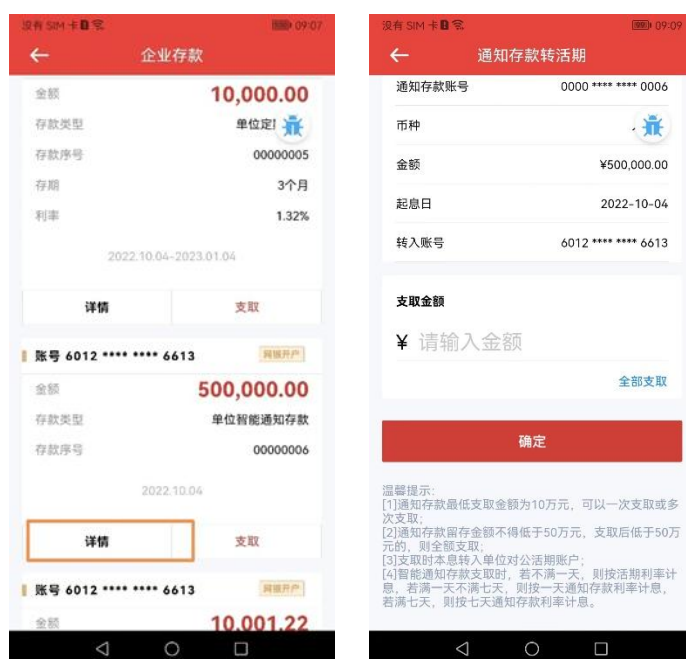 没有 SIM 卡
09:07
企业存款
金额
10,000.00
存款类型
单位定
存款序号
00000005
存期
3个月
利率
1.32%
2022.10.04-2023.01.04
详情
支取
账号 6012 **** **** 6613
网银开户
金额
500,000.00
存款类型
单位智能通知存款
存款序号
00000006
2022.10.04
详情
支取
账号 6012 **** **** 6613
网银开户
金额
10,001.22
没有 SIM 卡
09:09
通知存款转活期
通知存款账号
0000 **** **** 0006
币种
金额
¥500,000.00
起息日
2022-10-04
转入账号
6012 **** **** 6613
支取金额
¥ 请输入金额
全部支取
确定
温馨提示:
[1]通知存款最低支取金额为10万元，可以一次支取或多
次支取;
[2]通知存款留存金额不得低于50万元，支取后低于50万
元的，则全额支取;
[3]支取时本息转入单位对公活期账户;
[4]智能通知存款支取时，若不满一天，则按活期利率计
息，若满一天不满七天，则按一天通知存款利率计息，
若满七天，则按七天通知存款利率计息。